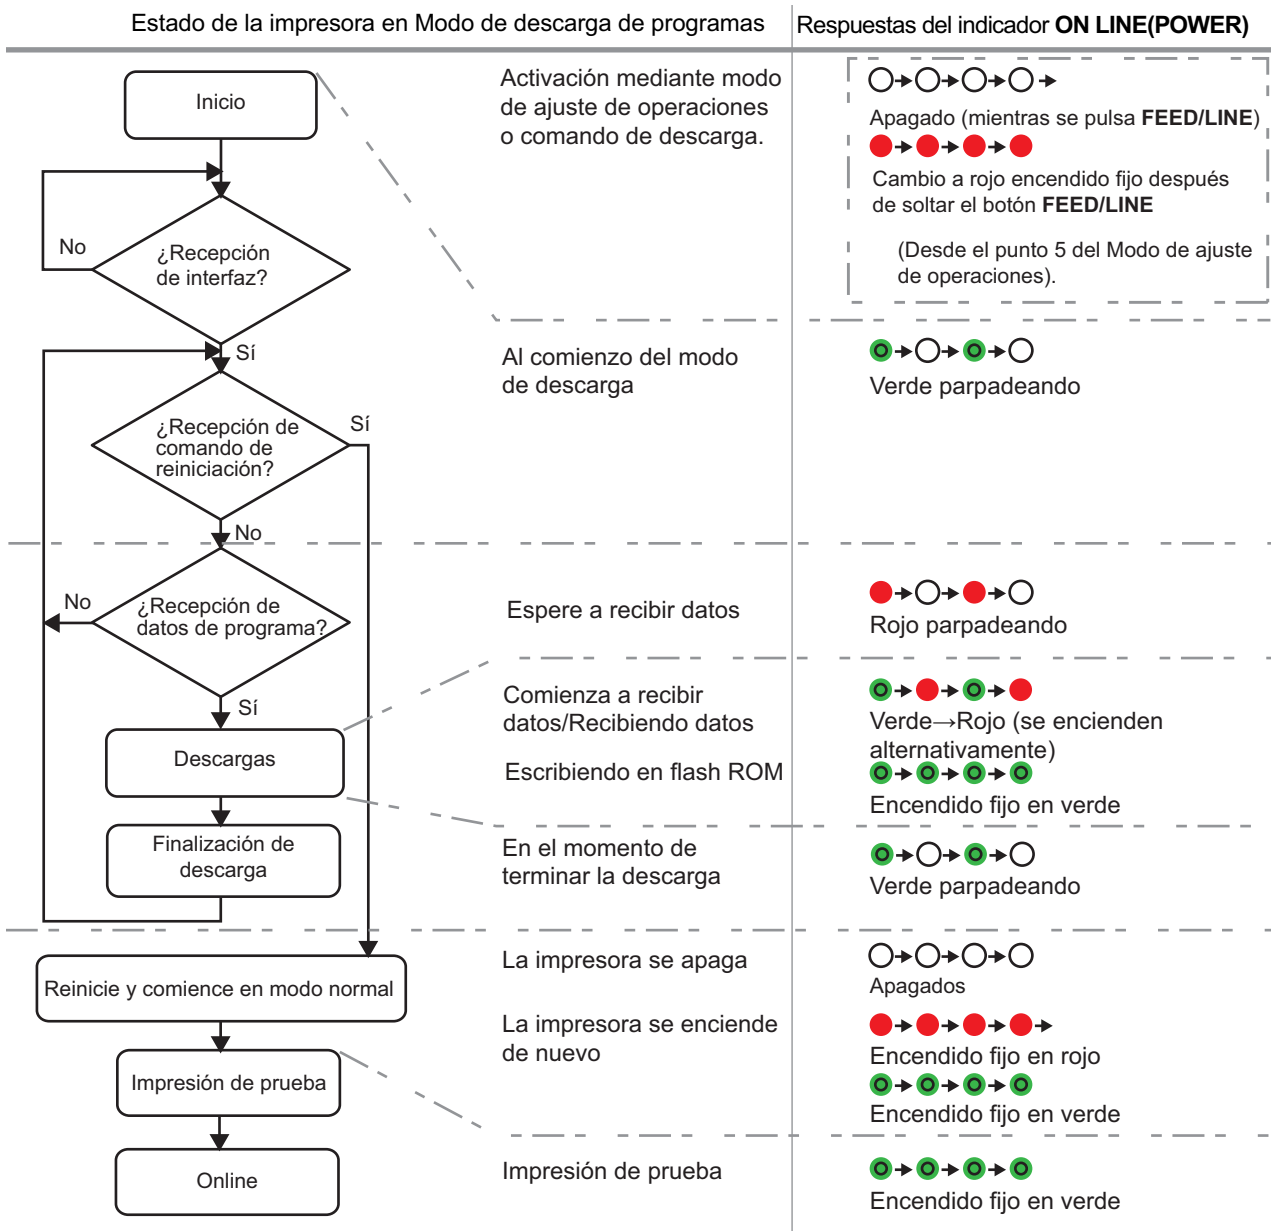 Estado de la impresora en Modo de descarga de programas
Respuestas del indicador ON LINE(POWER)
Inicio
Activación mediante modo
de ajuste de operaciones
o comando de descarga.
Apagado (mientras se pulsa FEED/LINE)
Cambio a rojo encendido fijo después
de soltar el botón FEED/LINE
(Desde el punto 5 del Modo de ajuste
de operaciones).
No
¿Recepción
de interfaz?
Sí
Al comienzo del modo
de descarga
Verde parpadeando
¿Recepción de
comando de
reiniciación?
Sí
No
No
¿Recepción de
datos de programa?
Espere a recibir datos
Rojo parpadeando
Sí
Comienza a recibir
datos/Recibiendo datos
Verde→Rojo (se encienden
alternativamente)
Descargas
Escribiendo en flash ROM
Encendido fijo en verde
Finalización de
descarga
En el momento de
terminar la descarga
Verde parpadeando
Reinicie y comience en modo normal
La impresora se apaga
Apagados
La impresora se enciende
de nuevo
Encendido fijo en rojo
Encendido fijo en verde
Impresión de prueba
Online
Impresión de prueba
Encendido fijo en verde